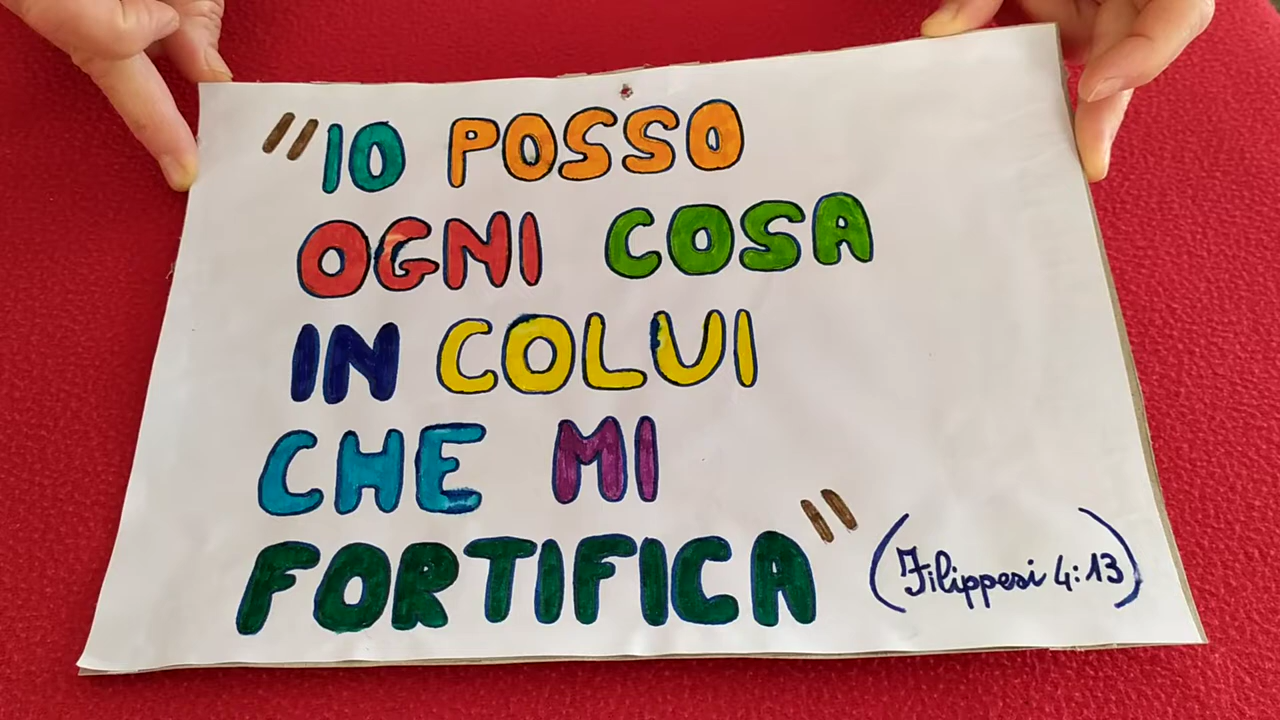 "IO POSSO
OGNI COSA
IN COLUI
CHE MI
FORTIFICA"
(Filippesi 4:13)